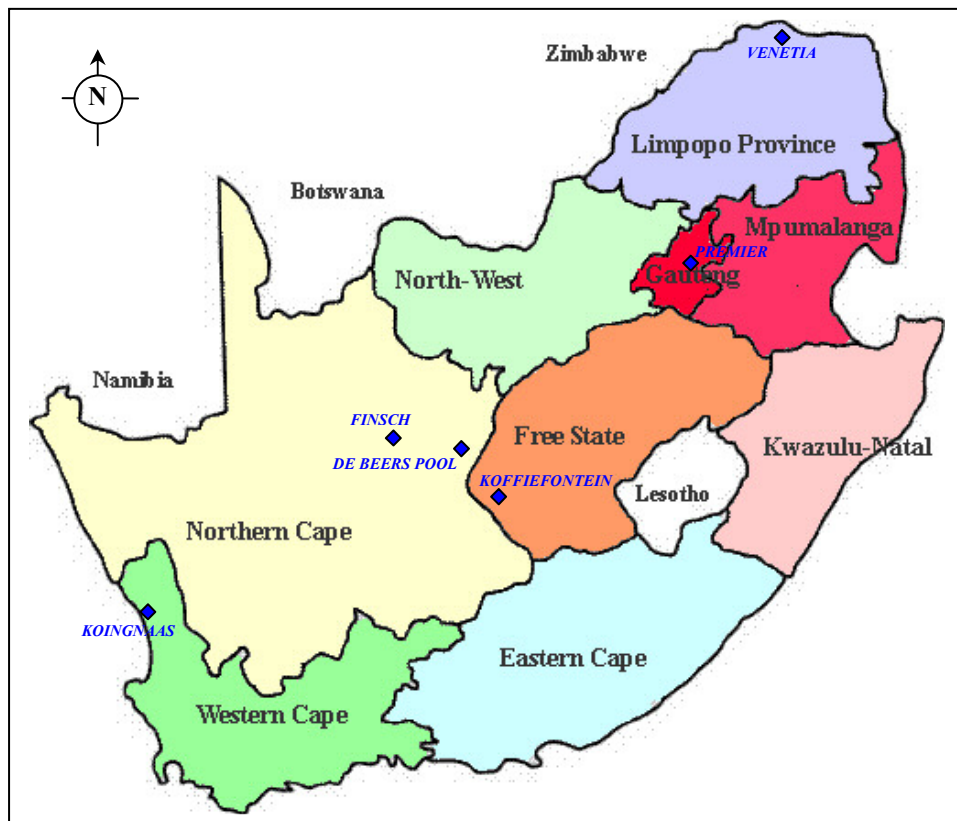 VENETIA
Zimbabwe
N
Limpopo Province
Botswana
Mpumalanga
PREMIER
North-West
Gauteng
Namibia
FINSCH
Free State
Kwazulu-Natal
DE BEERS POOL
KOFFIEFONTEIN
Lesotho
Northern Cape
KOINGNAAS
Eastern Cape
Western Cape